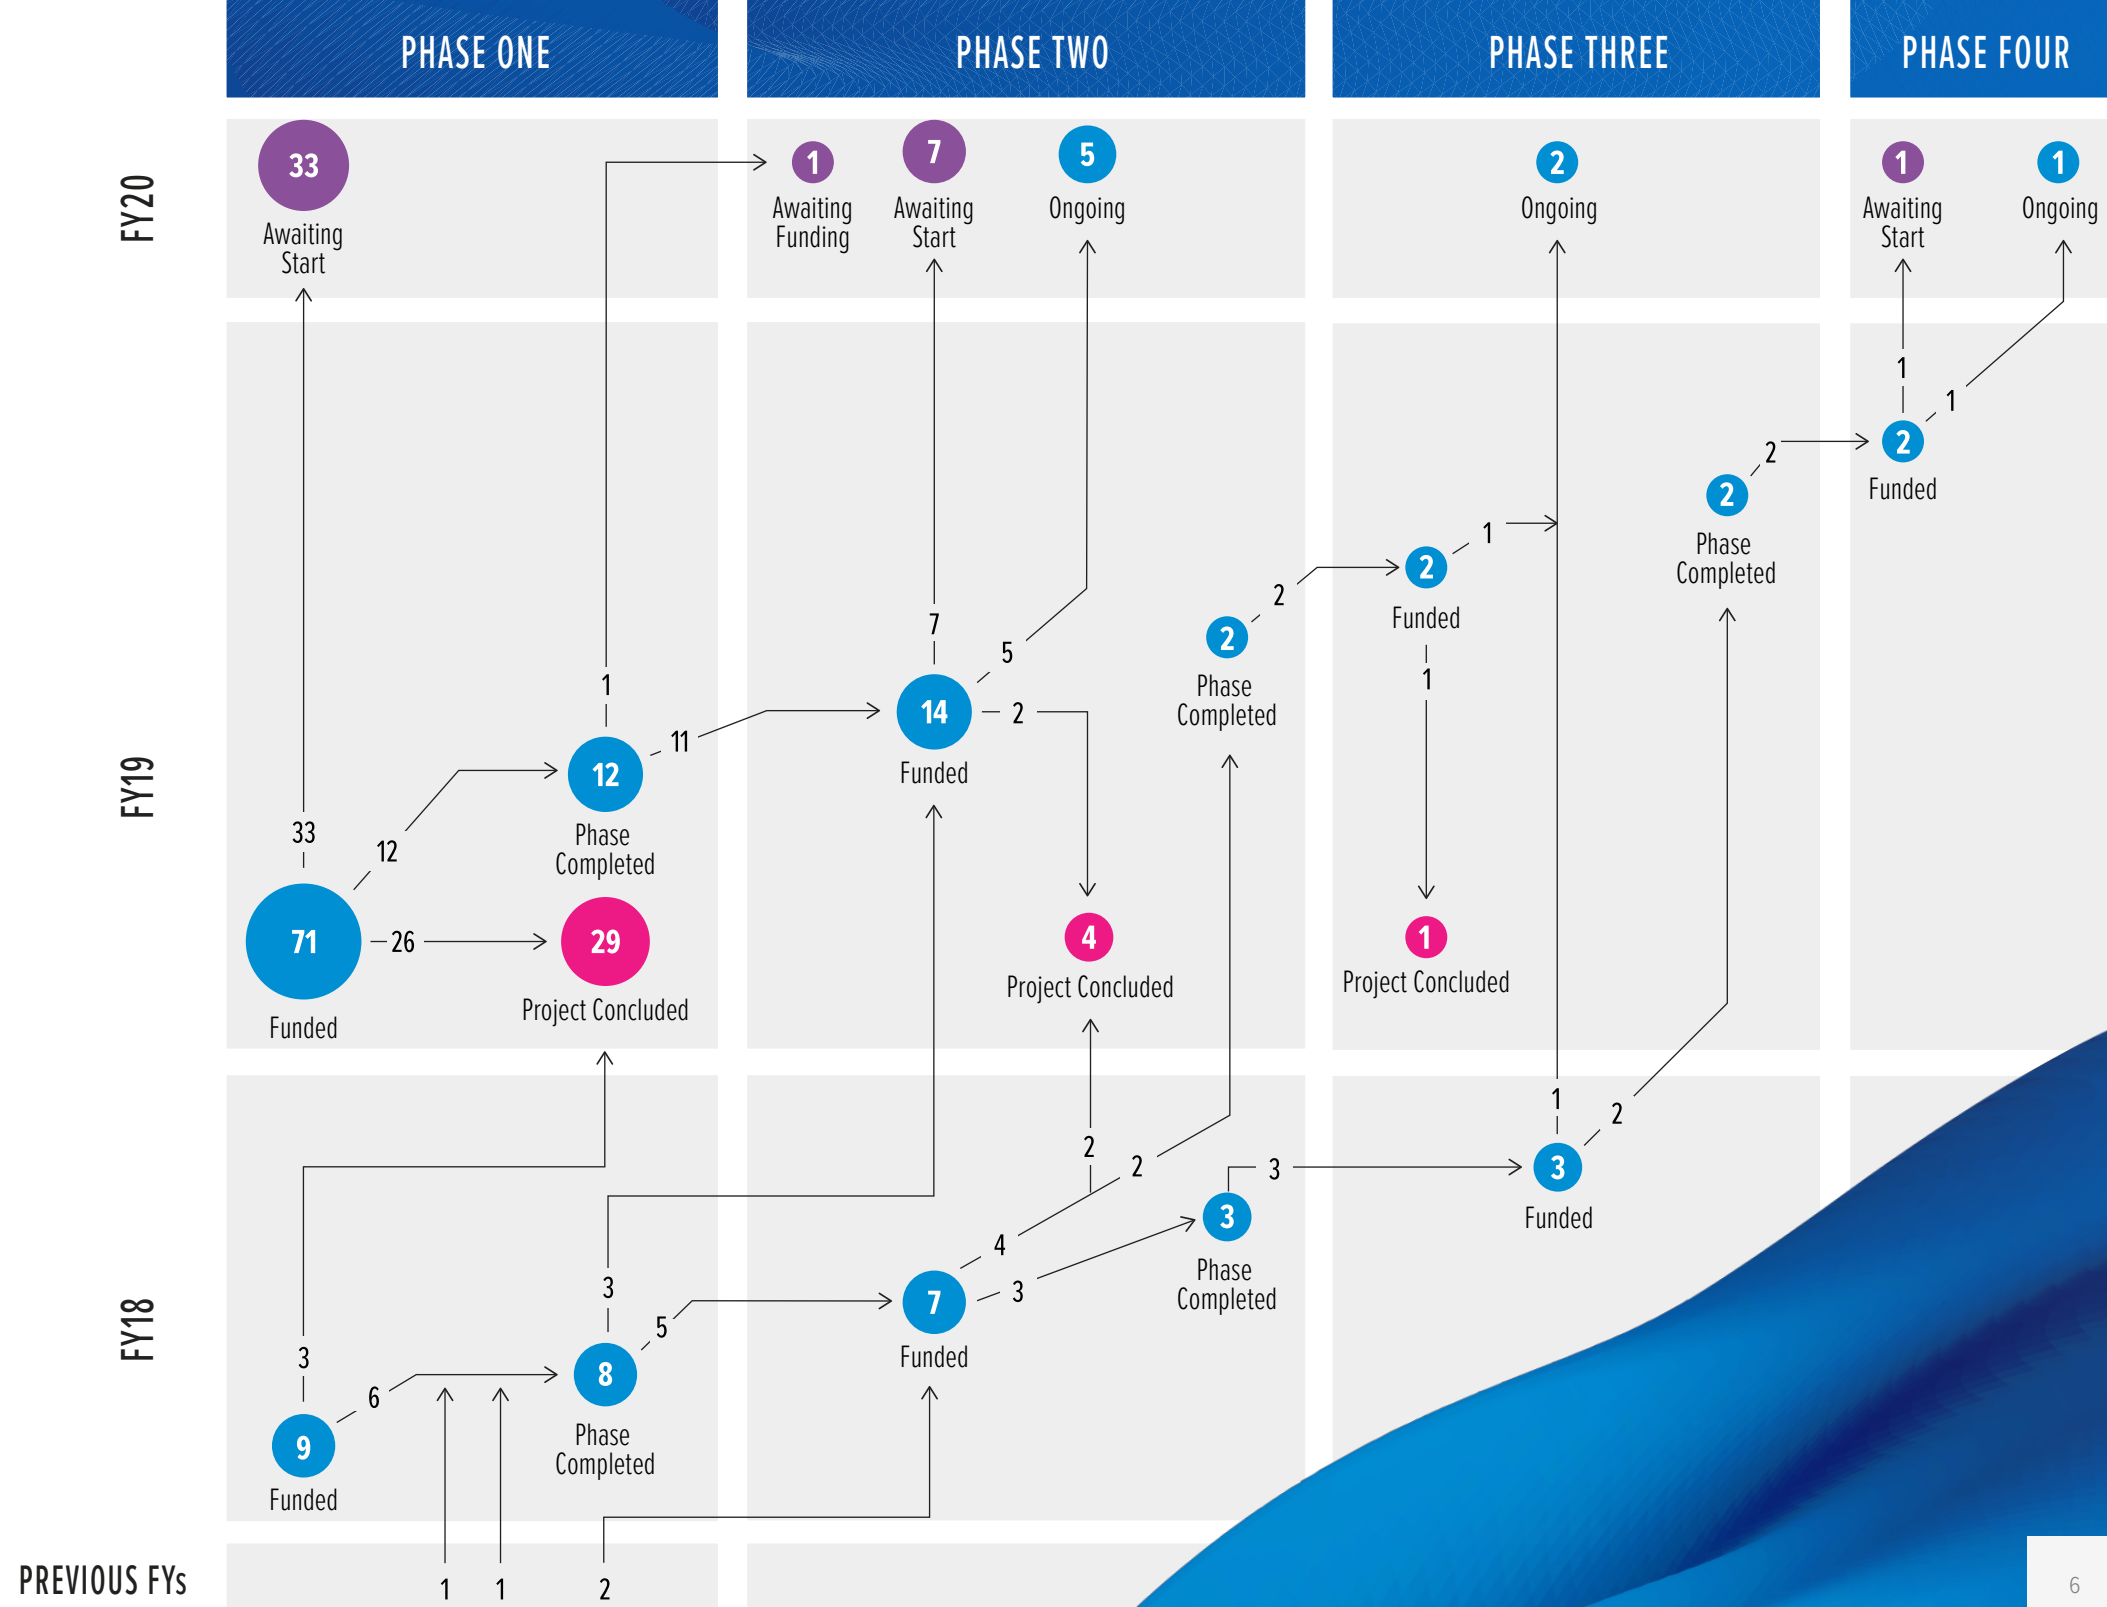 PHASE ONE
PHASE TWO
PHASE THREE
PHASE FOUR
FY20
33
Awaiting
Start
1
Awaiting
Funding
7
Awaiting
Start
5
Ongoing
2
Ongoing
1
Awaiting
Start
1
Ongoing
FY19
33
12
71
Funded
26
1
12
Phase
Completed
11
29
Project Concluded
7
5
14
2
Funded
4
Project Concluded
2
Phase
Completed
2
2
Funded
1
1
1
Project Concluded
2
Phase
Completed
2
1
1
2
Funded
FY18
3
6
9
Funded
3
5
8
Phase
Completed
2
2
4
3
7
Funded
3
3
Phase
Completed
1
2
3
Funded
PREVIOUS FYs
1
1
2
6